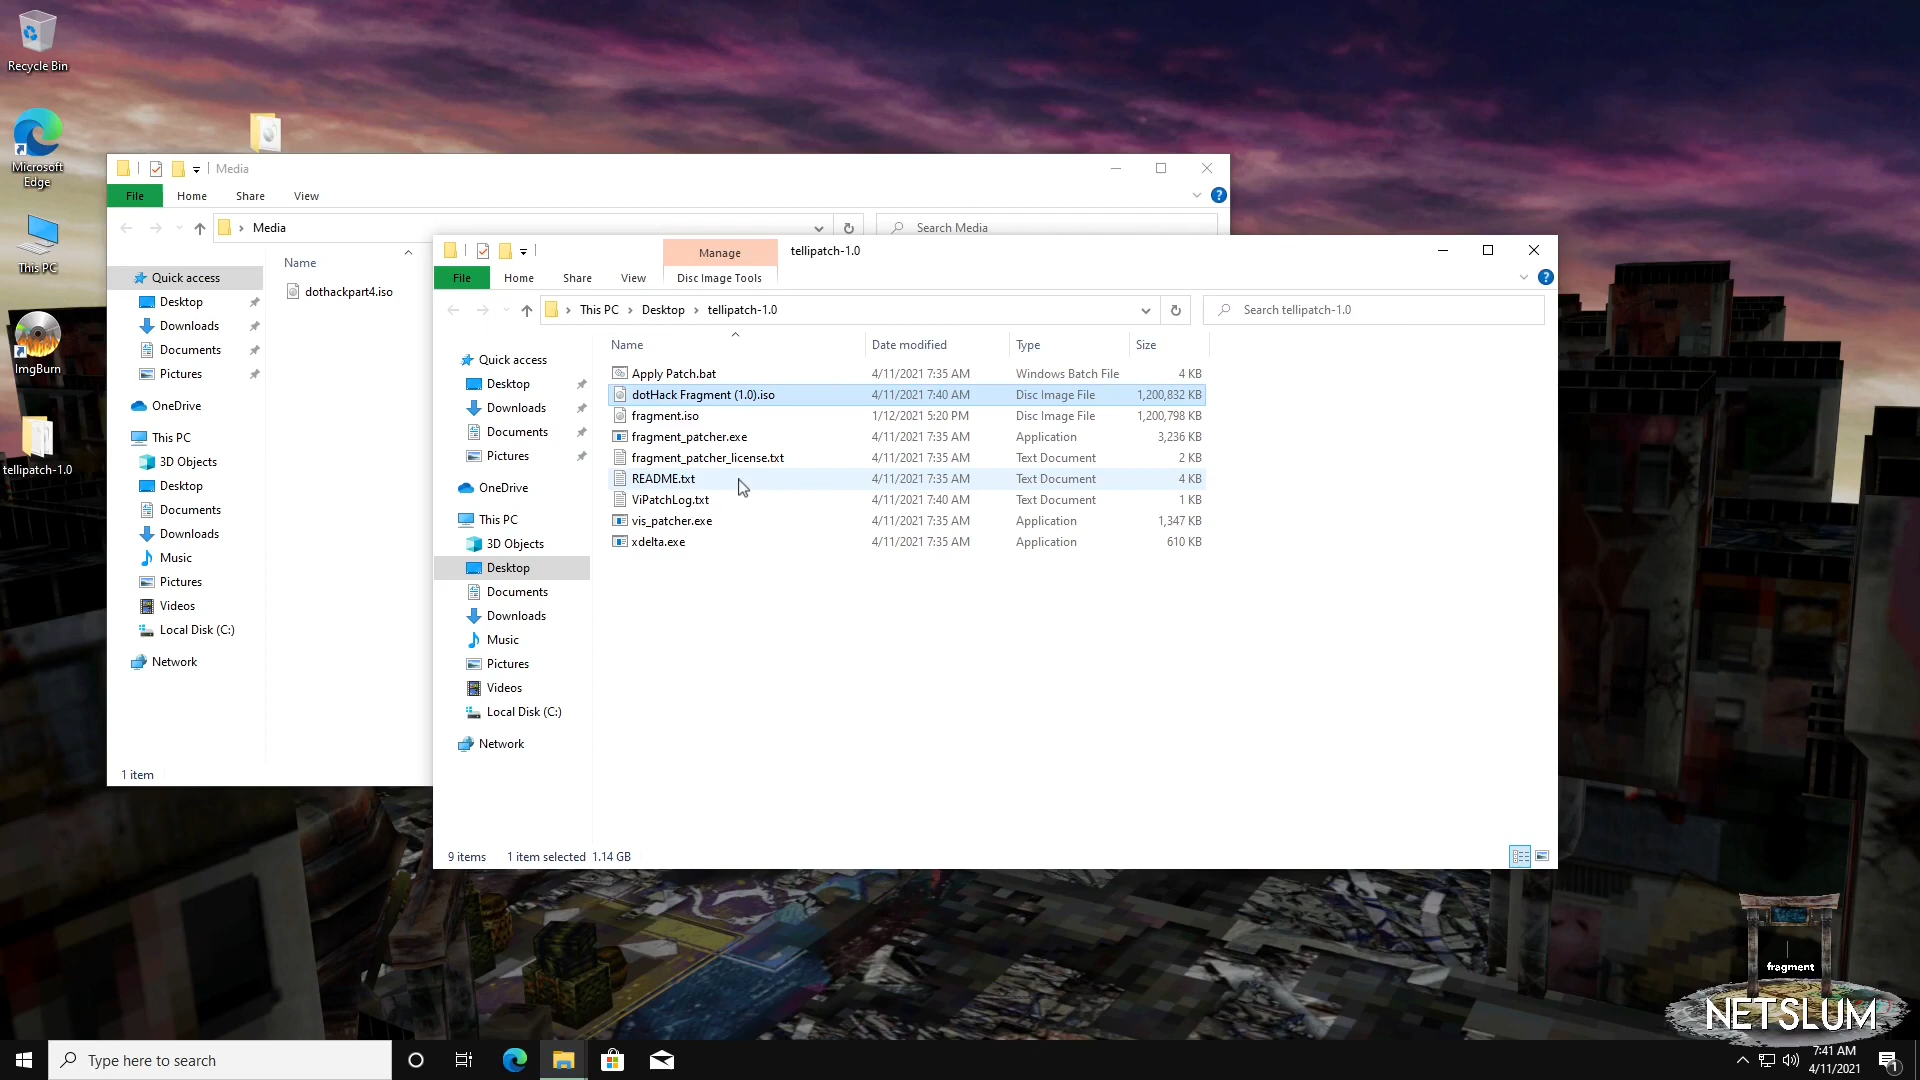 Recycle Bin
Microsoft
Edge
This PC
ImgBurn
tellipatch-1.0
Media
File Home Share View
Media
Search Media
Name
dothackpart4.iso
Quick access
Desktop
Downloads
Documents
Pictures
OneDrive
This PC
3D Objects
Desktop
Documents
Downloads
Music
Pictures
Videos
Local Disk (C:)
Network
1 item
Manage
tellipatch-1.0
File Home Share View Disc Image Tools
This PC Desktop tellipatch-1.0
Search tellipatch-1.0
Quick access
Desktop
Downloads
Documents
Pictures
OneDrive
This PC
3D Objects
Desktop
Documents
Downloads
Music
Pictures
Videos
Local Disk (C:)
Network
Name Date modified Type Size
Apply Patch.bat 4/11/2021 7:35 AM Windows Batch File 4 KB
dotHack Fragment (1.0).iso 4/11/2021 7:40 AM Disc Image File 1,200,832 KB
fragment.iso 1/12/2021 5:20 PM Disc Image File 1,200,798 KB
fragment_patcher.exe 4/11/2021 7:35 AM Application 3,236 KB
fragment_patcher_license.txt 4/11/2021 7:35 AM Text Document 2 KB
README.txt 4/11/2021 7:35 AM Text Document 4 KB
ViPatchLog.txt 4/11/2021 7:40 AM Text Document 1 KB
vis_patcher.exe 4/11/2021 7:35 AM Application 1,347 KB
xdelta.exe 4/11/2021 7:35 AM Application 610 KB
9 items 1 item selected 1.14 GB
fragment
NETSLUM
Type here to search
7:41 AM
4/11/2021
1